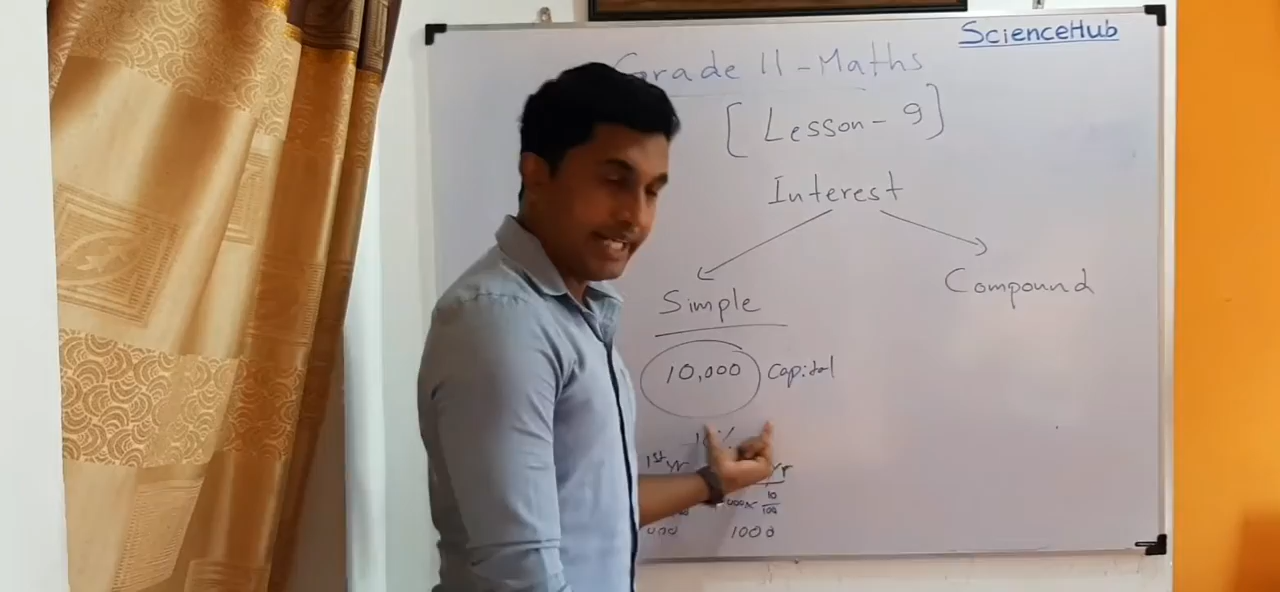 ScienceHub
Grade 11 - Maths
[Lesson - 9]
Interest
Simple
Compound
10,000 Capital
1st yr
10
100
1000